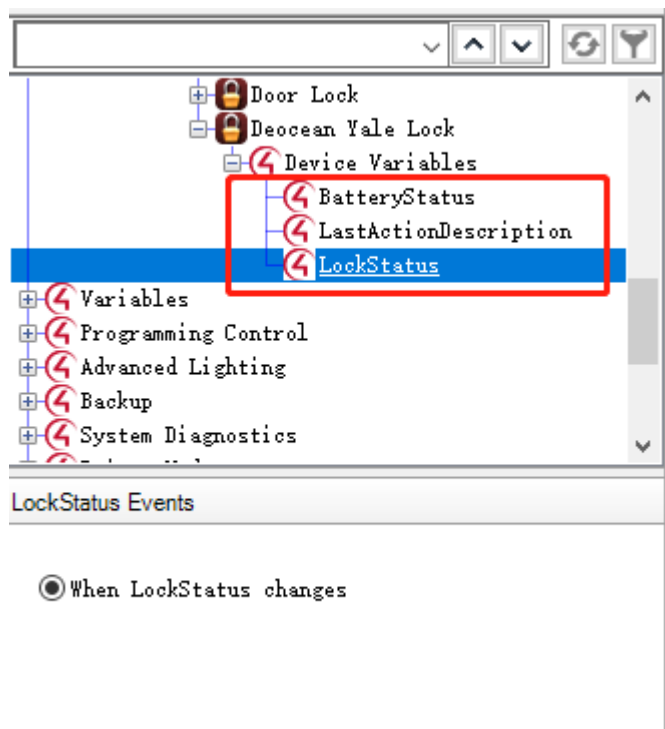 Door Lock
Deocean Yale Lock
Device Variables
BatteryStatus
LastActionDescription
LockStatus
Variables
Programming Control
Advanced Lighting
Backup
System Diagnostics
LockStatus Events
When LockStatus changes